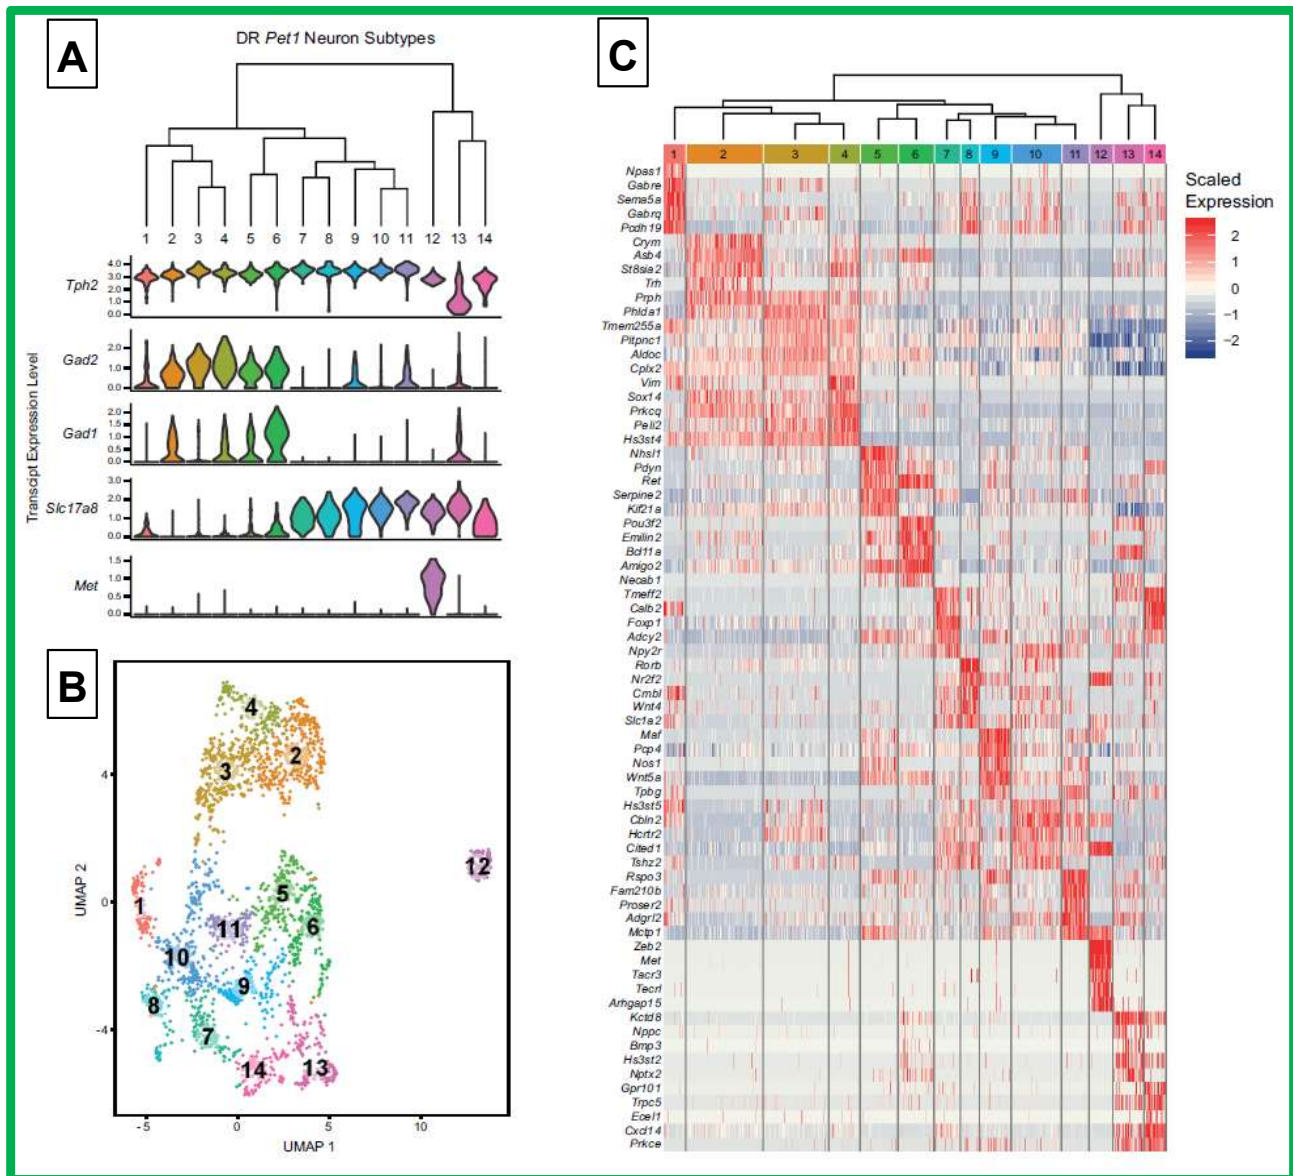 A
DR Pet1 Neuron Subtypes
1 2 3 4 5 6 7 8 9 10 11 12 13 14
Transcipt Expression Level
Tph2
4.0
3.0
2.0
1.0
0.0
Gad2
2.0
1.0
0.0
Gad1
2.0
1.5
1.0
0.5
0.0
Slc17a8
3.0
2.0
1.0
0.0
Met
1.5
1.0
0.5
0.0
B
4
2
3
12
5
1
6
11
10
9
8
7
14
13
UMAP 2
4
0
-4
-5 0 5 10
UMAP 1
C
1 2 3 4 5 6 7 8 9 10 11 12 13 14
Npas1
Gabre
Sema5a
Gabrq
Pcdh19
Crym
Asb4
St8sia2
Trh
Prph
Phlda1
Tmem255a
Pitpnc1
Aldoc
Cplx2
Vim
Sox14
Prkcq
Peli2
Hs3st4
Nhsl1
Pdyn
Ret
Serpine2
Kif21a
Pou3f2
Emilin2
Bcl11a
Amigo2
Necab1
Tmeff2
Calb2
Foxp1
Adcy2
Npy2r
Rorb
Nr2f2
Cmbl
Wnt4
Slc1a2
Maf
Pcp4
Nos1
Wnt5a
Tpbg
Hs3st5
Cbln2
Hcrtr2
Cited1
Tshz2
Rspo3
Fam210b
Proser2
Adgrl2
Mctp1
Zeb2
Met
Tacr3
Tecrl
Arhgap15
Kctd8
Nppc
Bmp3
Hs3st2
Nptx2
Gpr101
Trpc5
Ecel1
Cxcl14
Prkce
Scaled
Expression
2
1
0
-1
-2